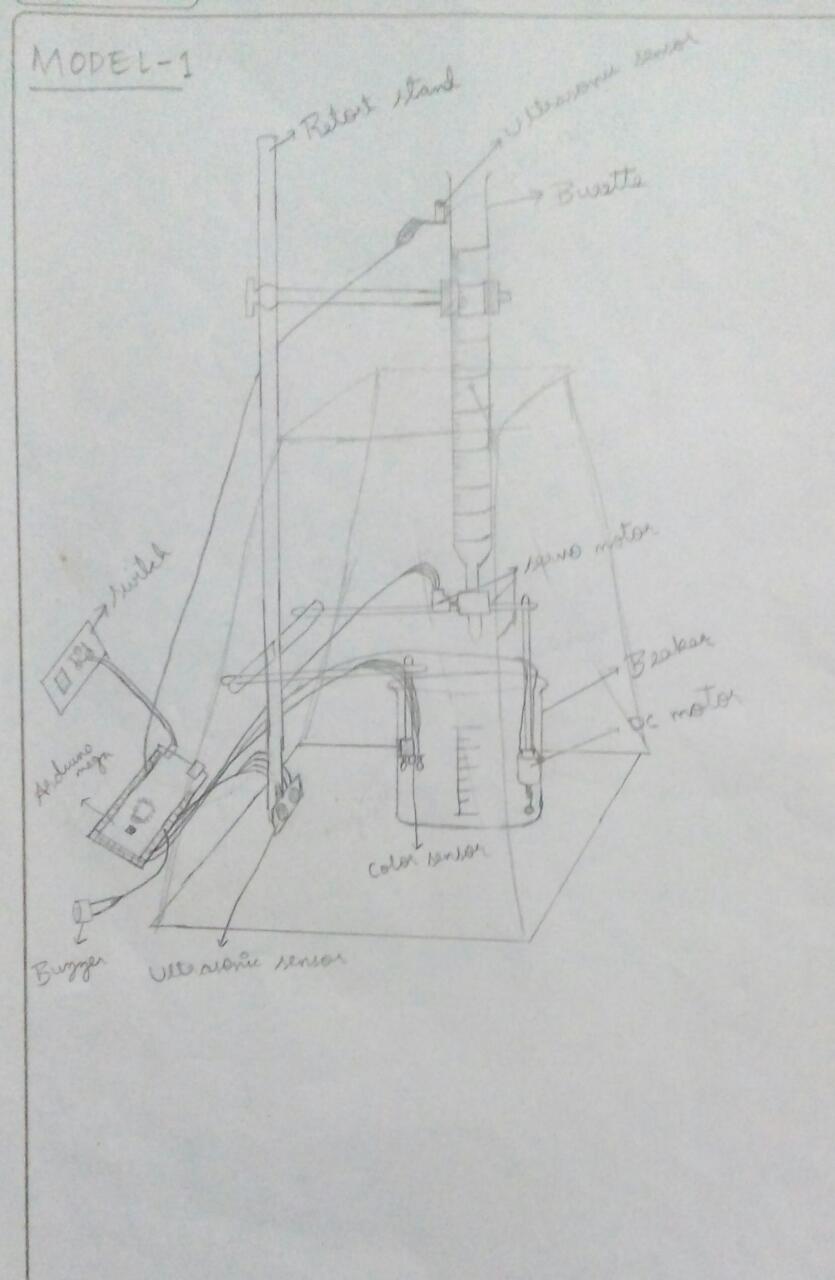 MODEL-1
Retort stand
Ultrasonic sensor
Burette
servo motor
switch
Beaker
DC motor
Arduino
mega
color sensor
Buzzer
Ultrasonic sensor